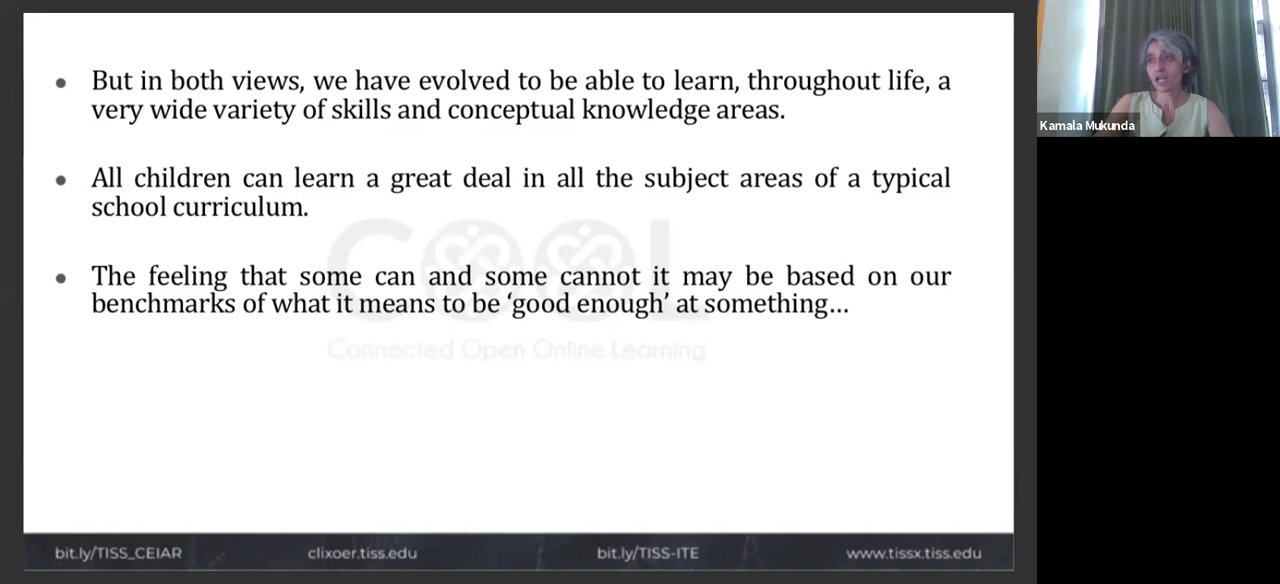 • But in both views, we have evolved to be able to learn, throughout life, a
very wide variety of skills and conceptual knowledge areas.
• All children can learn a great deal in all the subject areas of a typical
school curriculum.
• The feeling that some can and some cannot it may be based on our
benchmarks of what it means to be ‘good enough’ at something…
COOL
Connected Open Online Learning
bit.ly/TISS_CEIAR clixoer.tiss.edu bit.ly/TISS-ITE www.tissx.tiss.edu
Kamala Mukunda